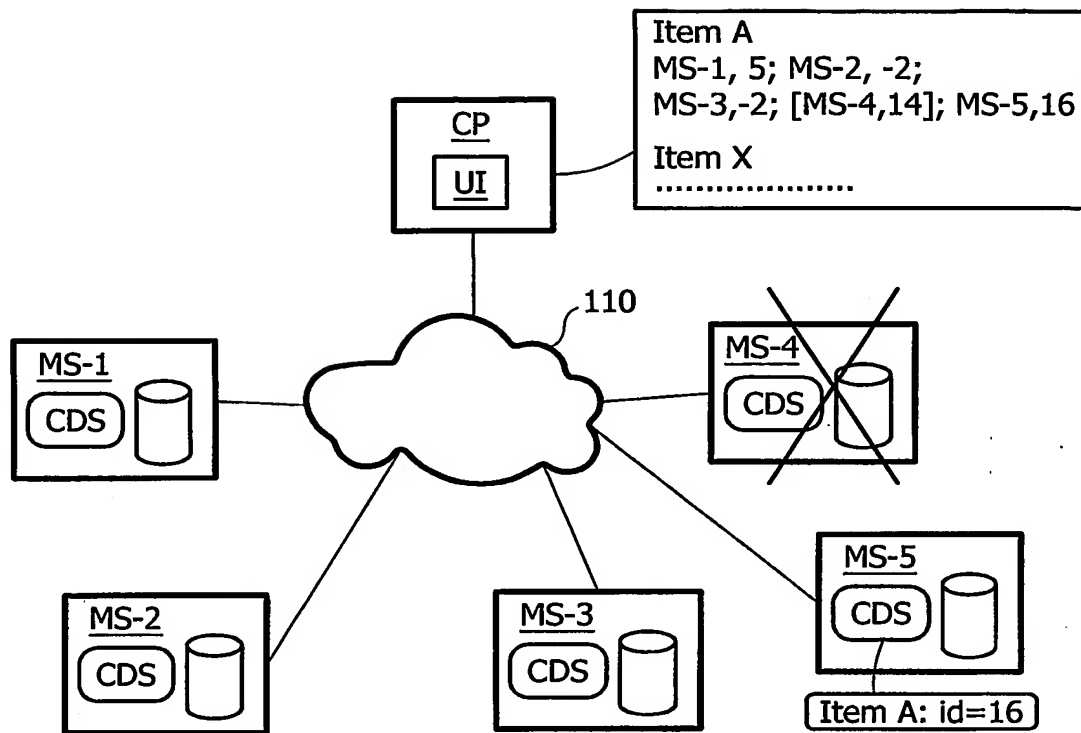 Item A
MS-1, 5; MS-2, -2;
MS-3,-2; [MS-4,14]; MS-5,16
Item X
....................
CP
UI
110
MS-1
CDS
MS-4
CDS
MS-2
CDS
MS-3
CDS
MS-5
CDS
Item A: id=16